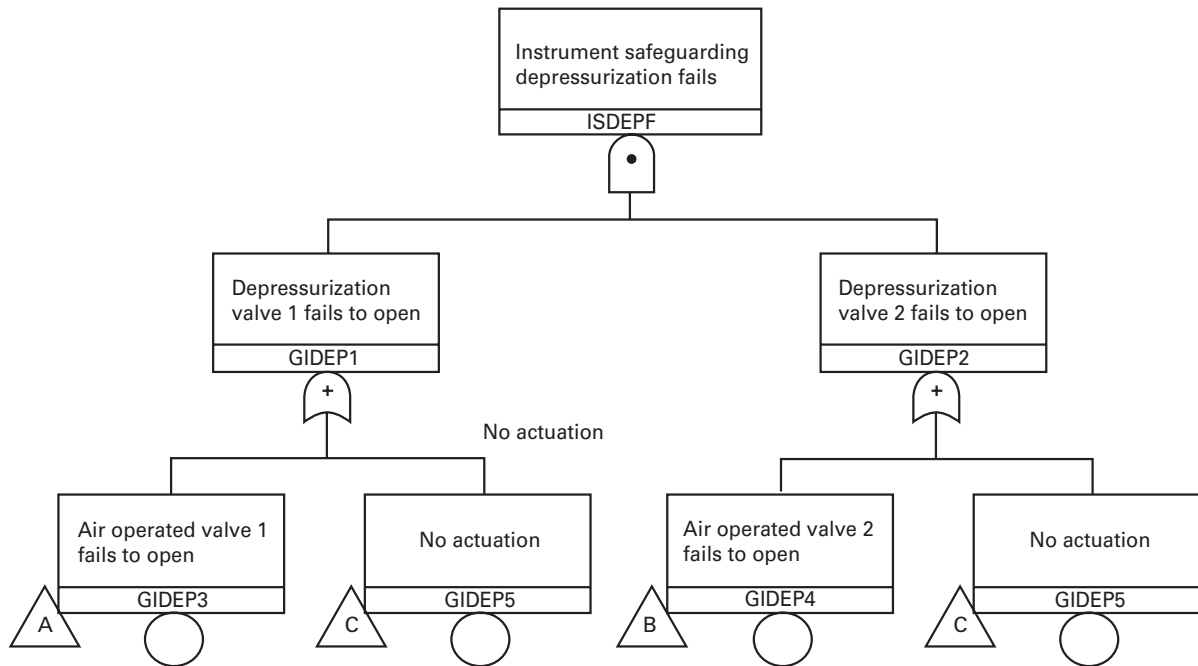 Instrument safeguarding
depressurization fails
ISDEPF
Depressurization
valve 1 fails to open
GIDEP1
+
Depressurization
valve 2 fails to open
GIDEP2
+
No actuation
Air operated valve 1
fails to open
GIDEP3
A
No actuation
GIDEP5
C
Air operated valve 2
fails to open
GIDEP4
B
No actuation
GIDEP5
C